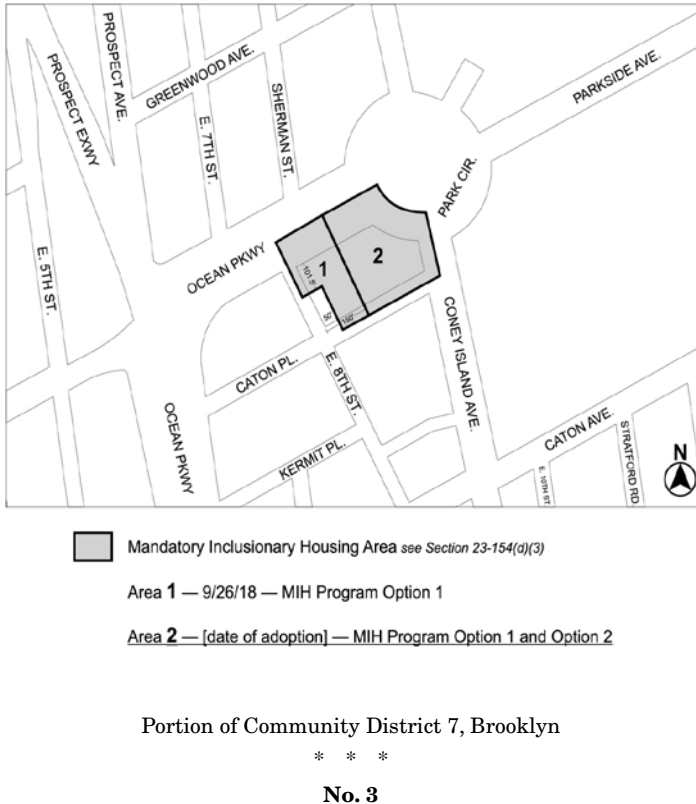 PROSPECT EXWY
PROSPECT AVE.
GREENWOOD AVE.
E. 7TH ST.
SHERMAN ST.
PARKSIDE AVE.
PARK CIR.
E. 5TH ST.
OCEAN PKWY
1
2
101.5'
50'
100'
CATON PL.
E. 8TH ST.
CONEY ISLAND AVE.
OCEAN PKWY
KERMIT PL.
CATON AVE.
E. 10TH ST.
STRATFORD RD.
N
Mandatory Inclusionary Housing Area see Section 23-154(d)(3)
Area 1 — 9/26/18 — MIH Program Option 1
Area 2 — [date of adoption] — MIH Program Option 1 and Option 2
Portion of Community District 7, Brooklyn
* * *
No. 3